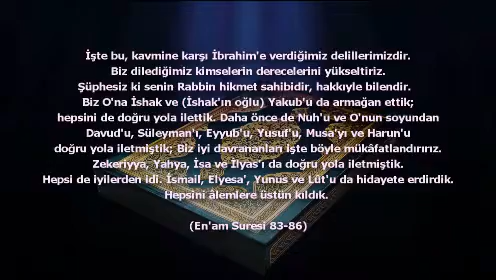 İşte bu, kavmine karşı İbrahim'e verdiğimiz delillerimizdir.
Biz dilediğimiz kimselerin derecelerini yükseltiriz.
Şüphesiz ki senin Rabbin hikmet sahibidir, hakkıyle bilendir.
Biz O'na İshak ve (İshak'ın oğlu) Yakub'u da armağan ettik;
hepsini de doğru yola ilettik. Daha önce de Nuh'u ve O'nun soyundan
Davud'u, Süleyman'ı, Eyyub'u, Yusuf'u, Musa'yı ve Harun'u
doğru yola iletmiştik; Biz iyi davrananları işte böyle mükâfatlandırırız.
Zekeriyya, Yahya, İsa ve İlyas'ı da doğru yola iletmiştik.
Hepsi de iyilerden idi. İsmail, Elyesa', Yunus ve Lût'u da hidayete erdirdik.
Hepsini âlemlere üstün kıldık.
(En'am Suresi 83-86)